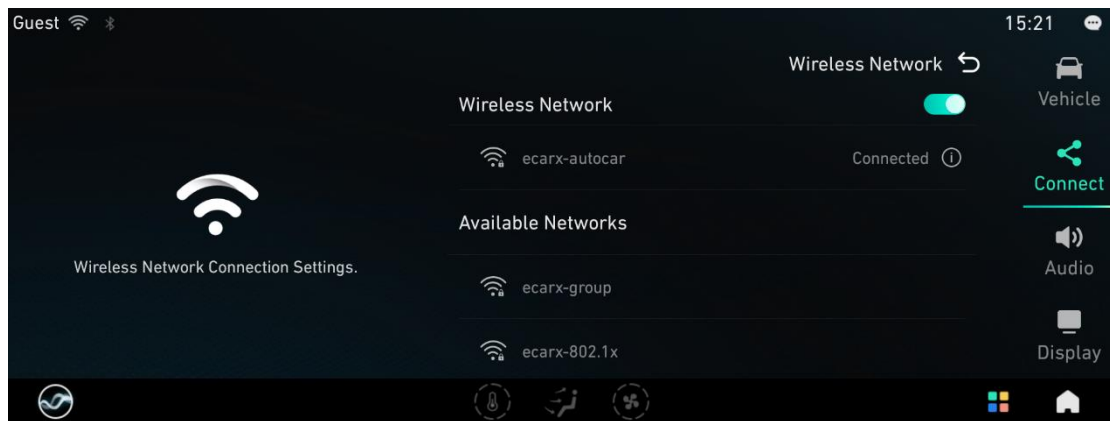 Guest
15:21
Wireless Network
Vehicle
Wireless Network
ecarx-autocar
Connected
Connect
Available Networks
Wireless Network Connection Settings.
Audio
ecarx-group
ecarx-802.1x
Display